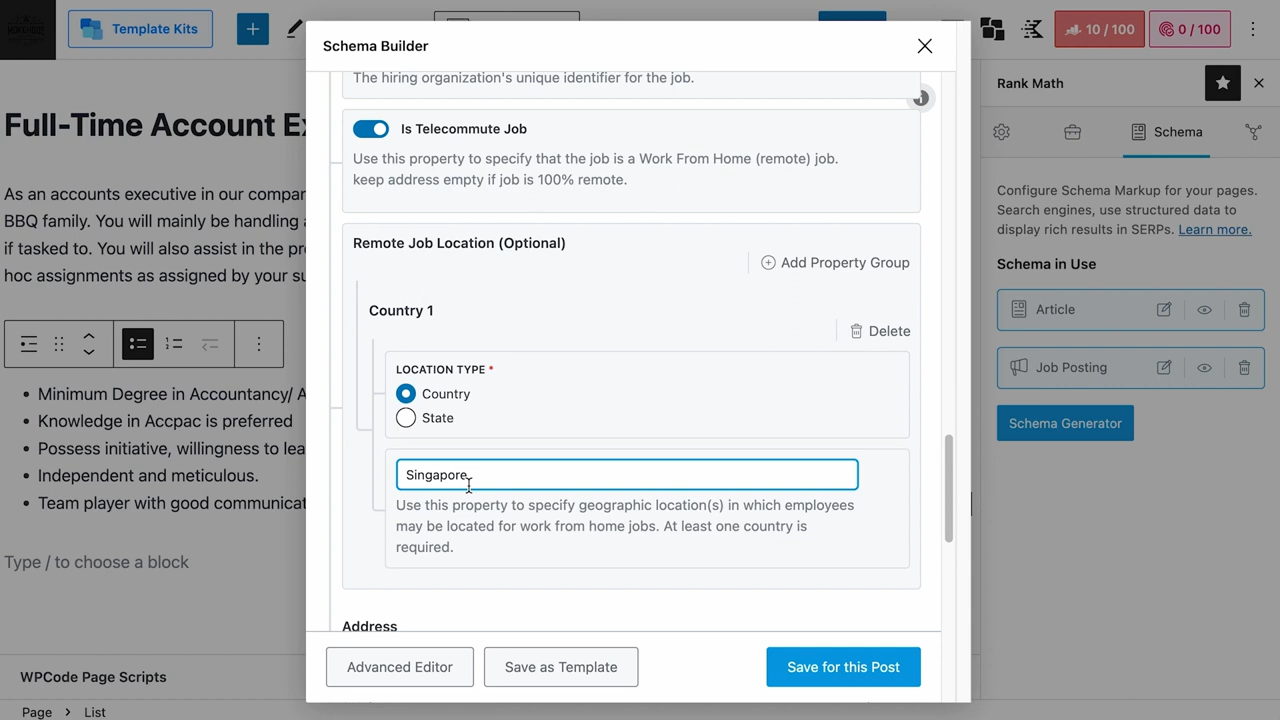 Template Kits
10 / 100
0 / 100
Full-Time Account Ex
As an accounts executive in our compan
BBQ family. You will mainly be handling a
if tasked to. You will also assist in the pro
hoc assignments as assigned by your su
Minimum Degree in Accountancy/ A
Knowledge in Accpac is preferred
Possess initiative, willingness to lea
Independent and meticulous.
Team player with good communicat
Type / to choose a block
WPCode Page Scripts
Page > List
Schema Builder
The hiring organization's unique identifier for the job.
Is Telecommute Job
Use this property to specify that the job is a Work From Home (remote) job.
keep address empty if job is 100% remote.
Remote Job Location (Optional)
Add Property Group
Country 1
Delete
LOCATION TYPE *
Country
State
Singapore
Use this property to specify geographic location(s) in which employees
may be located for work from home jobs. At least one country is
required.
Address
Advanced Editor
Save as Template
Save for this Post
Rank Math
Schema
Configure Schema Markup for your pages.
Search engines, use structured data to
display rich results in SERPs. Learn more.
Schema in Use
Article
Job Posting
Schema Generator